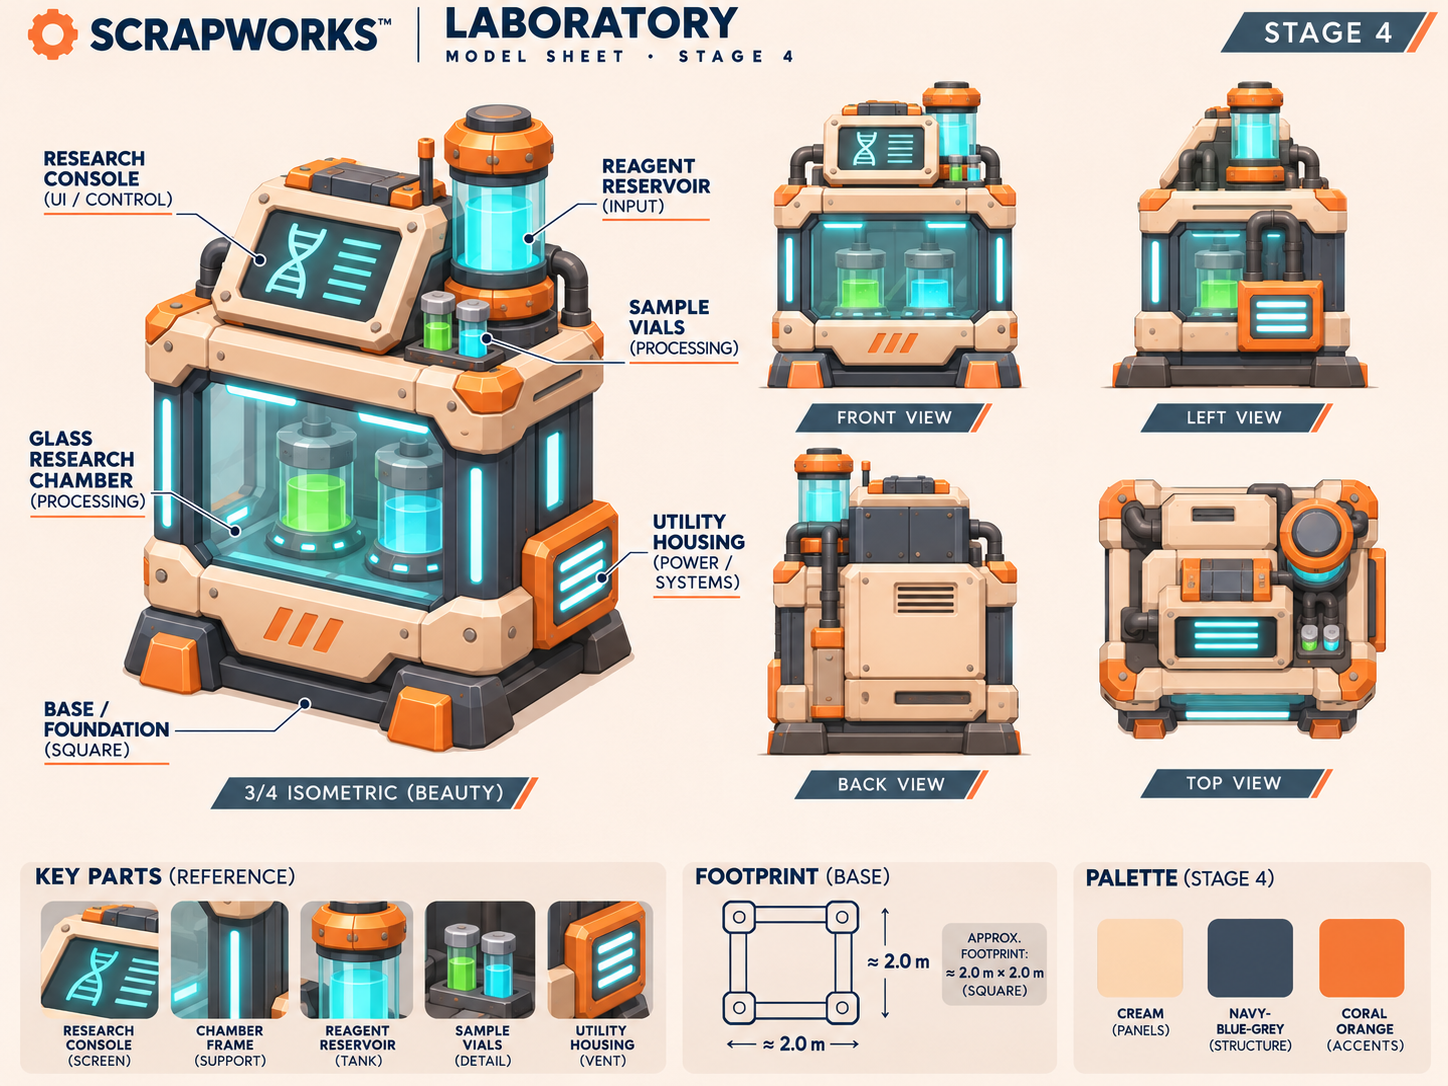 SCRAPWORKS™
LABORATORY
MODEL SHEET · STAGE 4
STAGE 4
RESEARCH
CONSOLE
(UI / CONTROL)
REAGENT
RESERVOIR
(INPUT)
SAMPLE
VIALS
(PROCESSING)
GLASS
RESEARCH
CHAMBER
(PROCESSING)
UTILITY
HOUSING
(POWER /
SYSTEMS)
BASE /
FOUNDATION
(SQUARE)
3/4 ISOMETRIC (BEAUTY)
FRONT VIEW
LEFT VIEW
BACK VIEW
TOP VIEW
KEY PARTS (REFERENCE)
RESEARCH
CONSOLE
(SCREEN)
CHAMBER
FRAME
(SUPPORT)
REAGENT
RESERVOIR
(TANK)
SAMPLE
VIALS
(DETAIL)
UTILITY
HOUSING
(VENT)
FOOTPRINT (BASE)
≈ 2.0 m
≈ 2.0 m
APPROX.
FOOTPRINT:
≈ 2.0 m × 2.0 m
(SQUARE)
PALETTE (STAGE 4)
CREAM
(PANELS)
NAVY-
BLUE-GREY
(STRUCTURE)
CORAL
ORANGE
(ACCENTS)